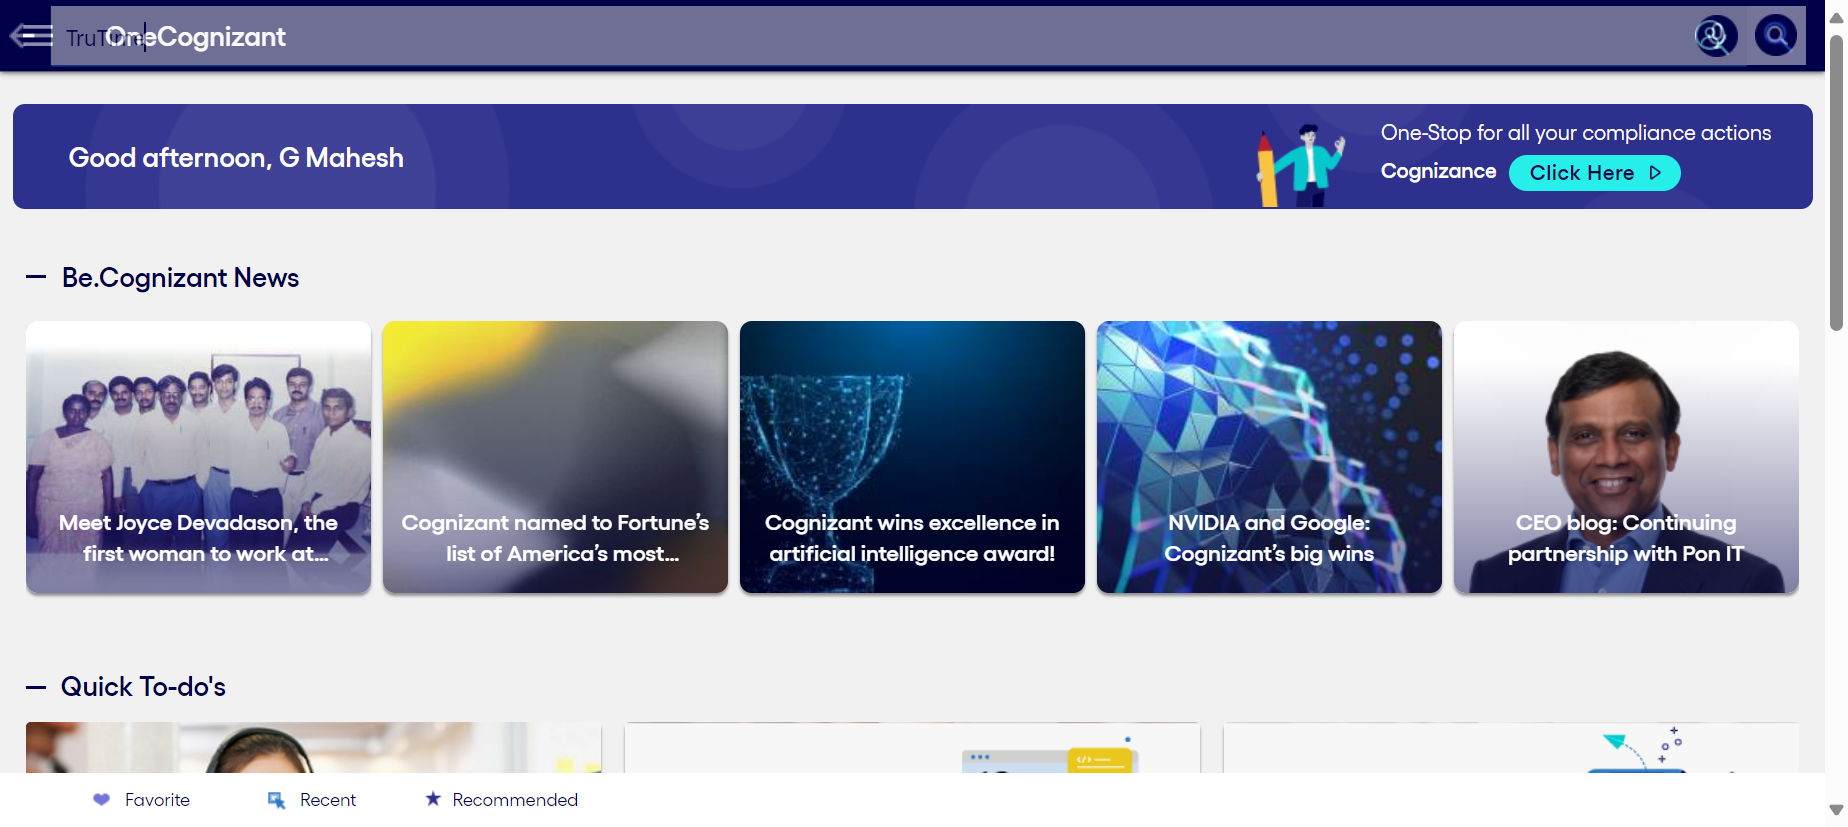 TruTime
OneCognizant
Good afternoon, G Mahesh
One-Stop for all your compliance actions
Cognizance
Click Here
Be.Cognizant News
Meet Joyce Devadason, the
first woman to work at...
Cognizant named to Fortune’s
list of America’s most...
Cognizant wins excellence in
artificial intelligence award!
NVIDIA and Google:
Cognizant’s big wins
CEO blog: Continuing
partnership with Pon IT
Quick To-do's
Favorite
Recent
Recommended